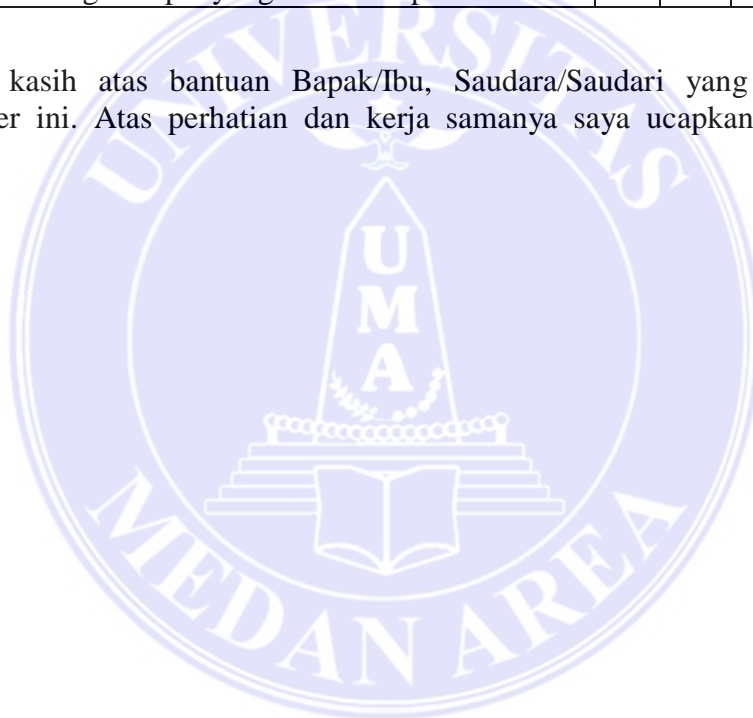 kasih atas bantuan Bapak/Ibu, Saudara/Saudari yang
er ini. Atas perhatian dan kerja samanya saya ucapkan
UNIVERSITAS
U
M
A
MEDAN AREA